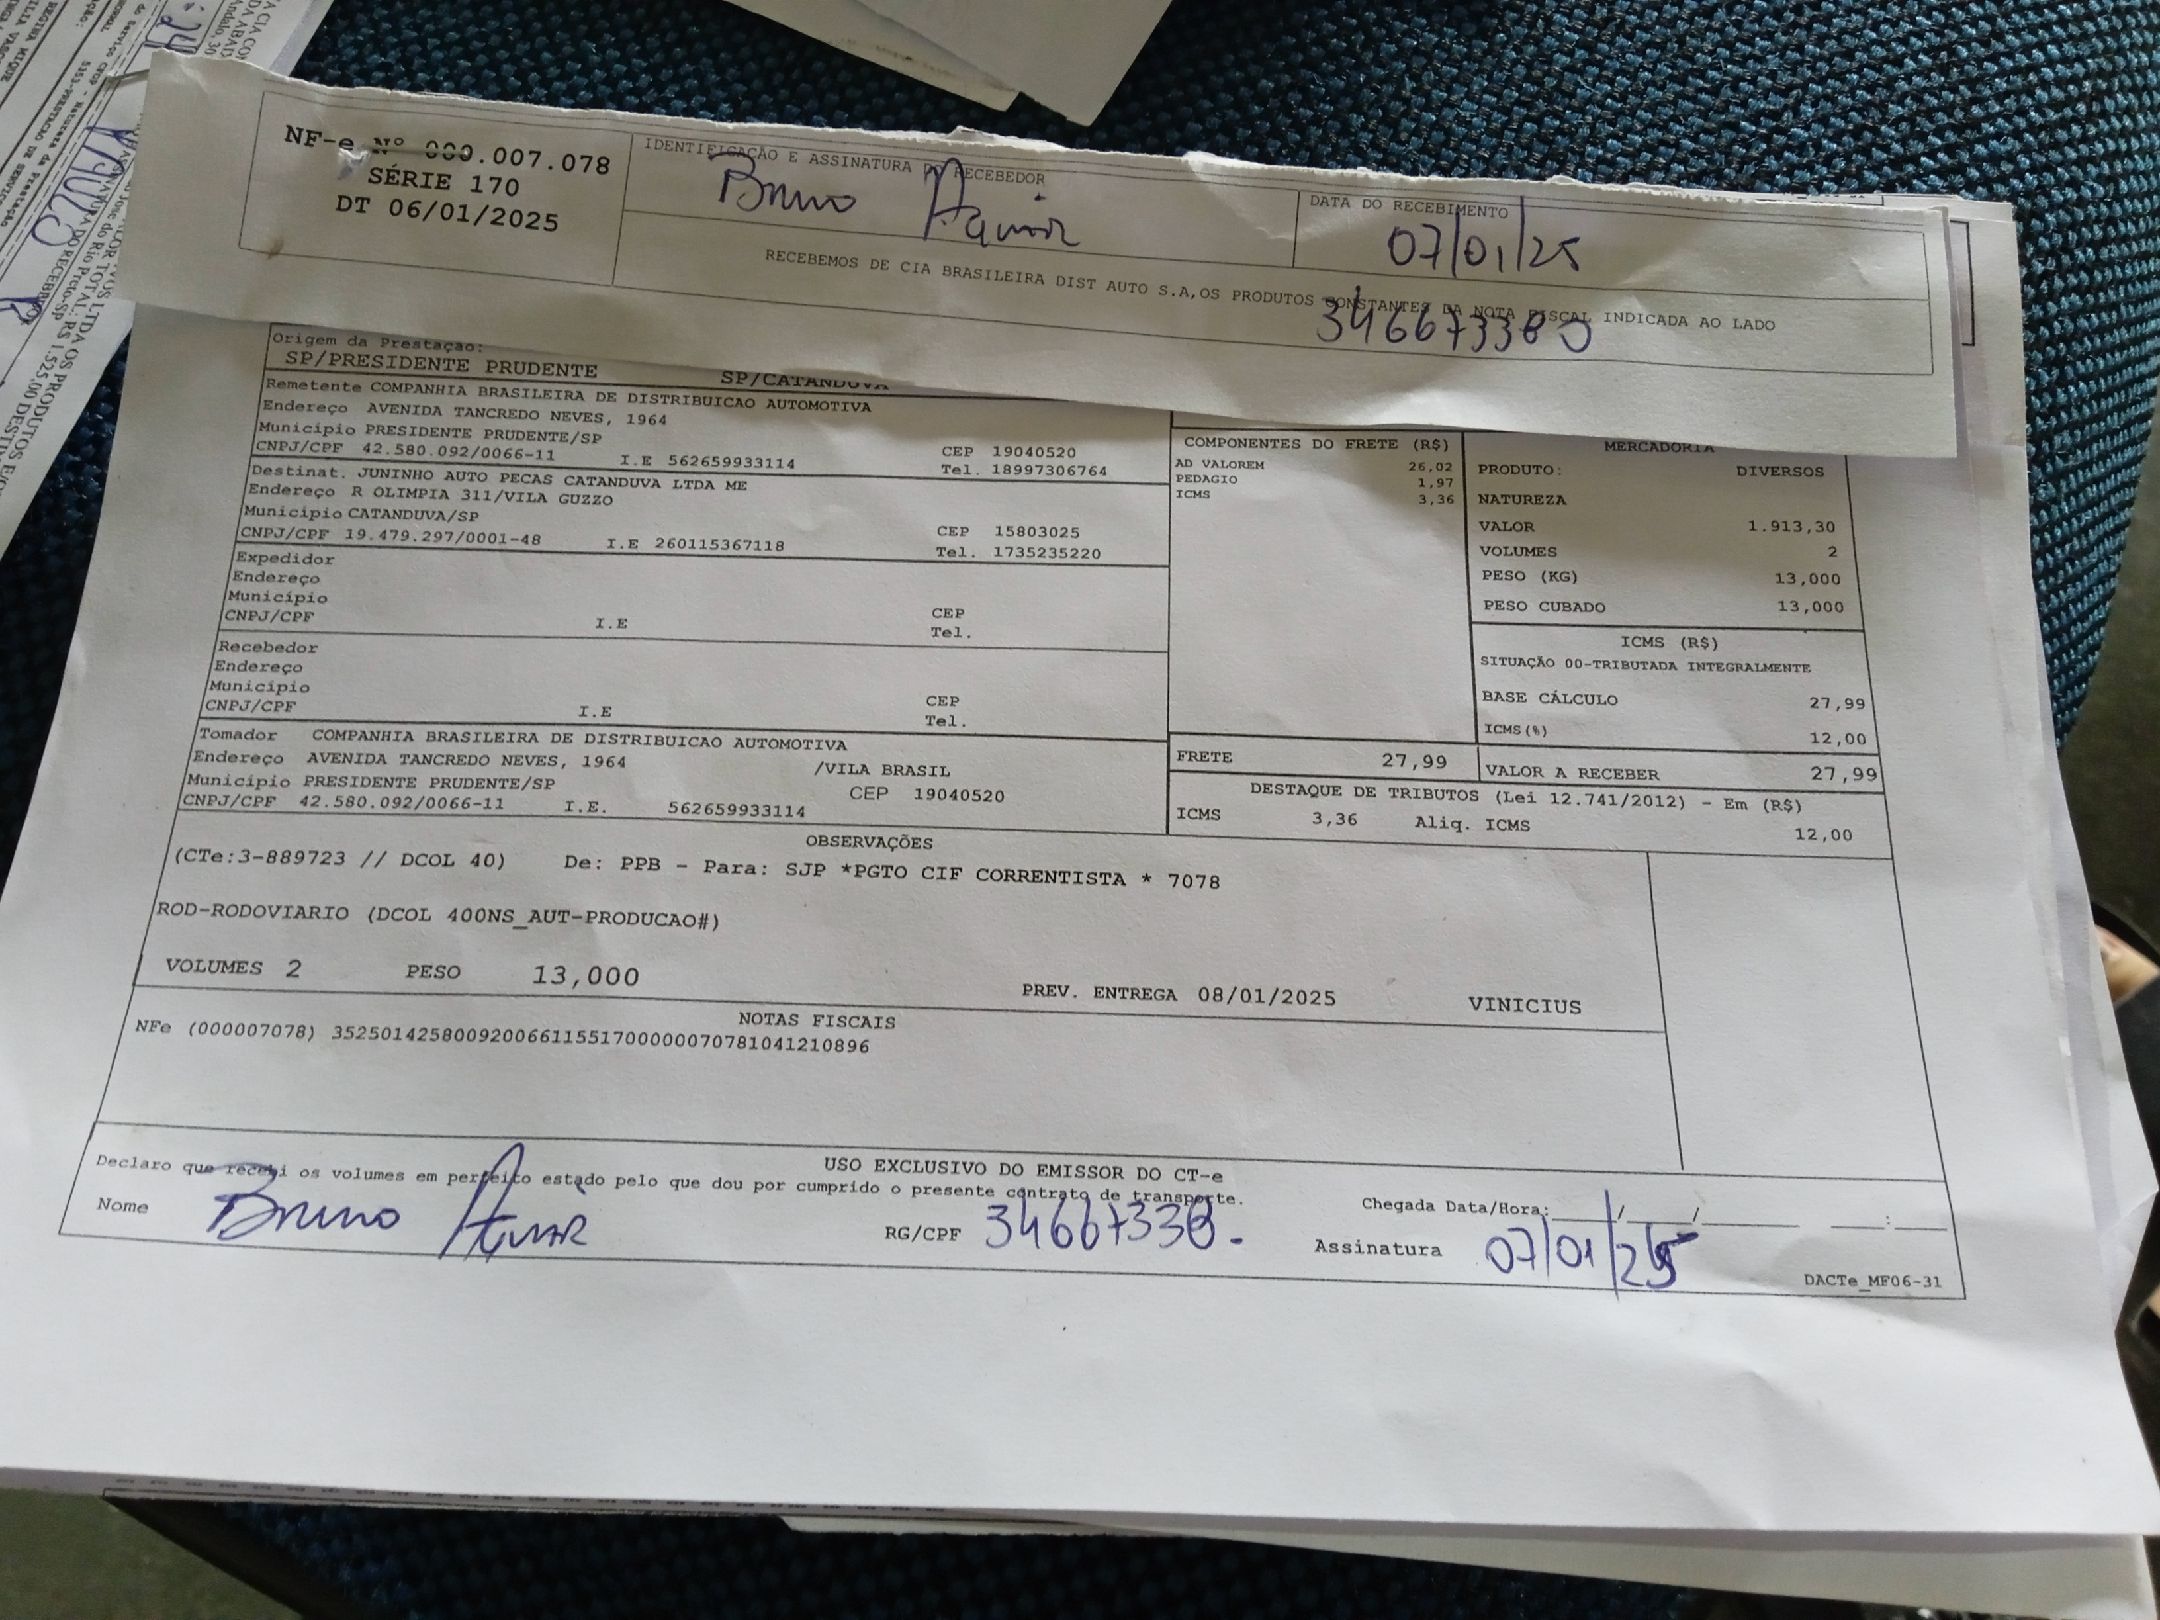 NF-e Nº 000.007.078
SÉRIE 170
DT 06/01/2025
IDENTIFICAÇÃO E ASSINATURA DO RECEBEDOR
Bruno Aguiar
DATA DO RECEBIMENTO
07/01/25
RECEBEMOS DE CIA BRASILEIRA DIST AUTO S.A,OS PRODUTOS CONSTANTES DA NOTA FISCAL INDICADA AO LADO
Origem da Prestação:
SP/PRESIDENTE PRUDENTE SP/CATANDUVA
Remetente COMPANHIA BRASILEIRA DE DISTRIBUICAO AUTOMOTIVA
Endereço AVENIDA TANCREDO NEVES, 1964
Município PRESIDENTE PRUDENTE/SP CEP 19040520
CNPJ/CPF 42.580.092/0066-11 I.E 562659933114 Tel. 18997306764
Destinat. JUNINHO AUTO PECAS CATANDUVA LTDA ME
Endereço R OLIMPIA 311/VILA GUZZO
Município CATANDUVA/SP CEP 15803025
CNPJ/CPF 19.479.297/0001-48 I.E 260115367118 Tel. 1735235220
Expedidor
Endereço
Município CEP
CNPJ/CPF I.E Tel.
Recebedor
Endereço
Município CEP
CNPJ/CPF I.E Tel.
Tomador COMPANHIA BRASILEIRA DE DISTRIBUICAO AUTOMOTIVA
Endereço AVENIDA TANCREDO NEVES, 1964 /VILA BRASIL
Município PRESIDENTE PRUDENTE/SP CEP 19040520
CNPJ/CPF 42.580.092/0066-11 I.E. 562659933114
COMPONENTES DO FRETE (R$)
AD VALOREM 26,02
PEDAGIO 1,97
ICMS 3,36
MERCADORIA
PRODUTO: DIVERSOS
NATUREZA
VALOR 1.913,30
VOLUMES 2
PESO (KG) 13,000
PESO CUBADO 13,000
ICMS (R$)
SITUAÇÃO 00-TRIBUTADA INTEGRALMENTE
BASE CÁLCULO 27,99
ICMS(%) 12,00
FRETE 27,99 VALOR A RECEBER 27,99
DESTAQUE DE TRIBUTOS (Lei 12.741/2012) - Em (R$)
ICMS 3,36 Aliq. ICMS 12,00
OBSERVAÇÕES
(CTe:3-889723 // DCOL 40) De: PPB - Para: SJP *PGTO CIF CORRENTISTA * 7078
ROD-RODOVIARIO (DCOL 400NS_AUT-PRODUCAO#)
VOLUMES 2 PESO 13,000 PREV. ENTREGA 08/01/2025 VINICIUS
NOTAS FISCAIS
NFe (000007078) 35250142580092006611551700000070781041210896
USO EXCLUSIVO DO EMISSOR DO CT-e
Declaro que recebi os volumes em perfeito estado pelo que dou por cumprido o presente contrato de transporte.
Nome Bruno Aguiar RG/CPF 346673380. Chegada Data/Hora:___/___/______ ___:___
Assinatura 07/01/25
DACTe_MF06-31